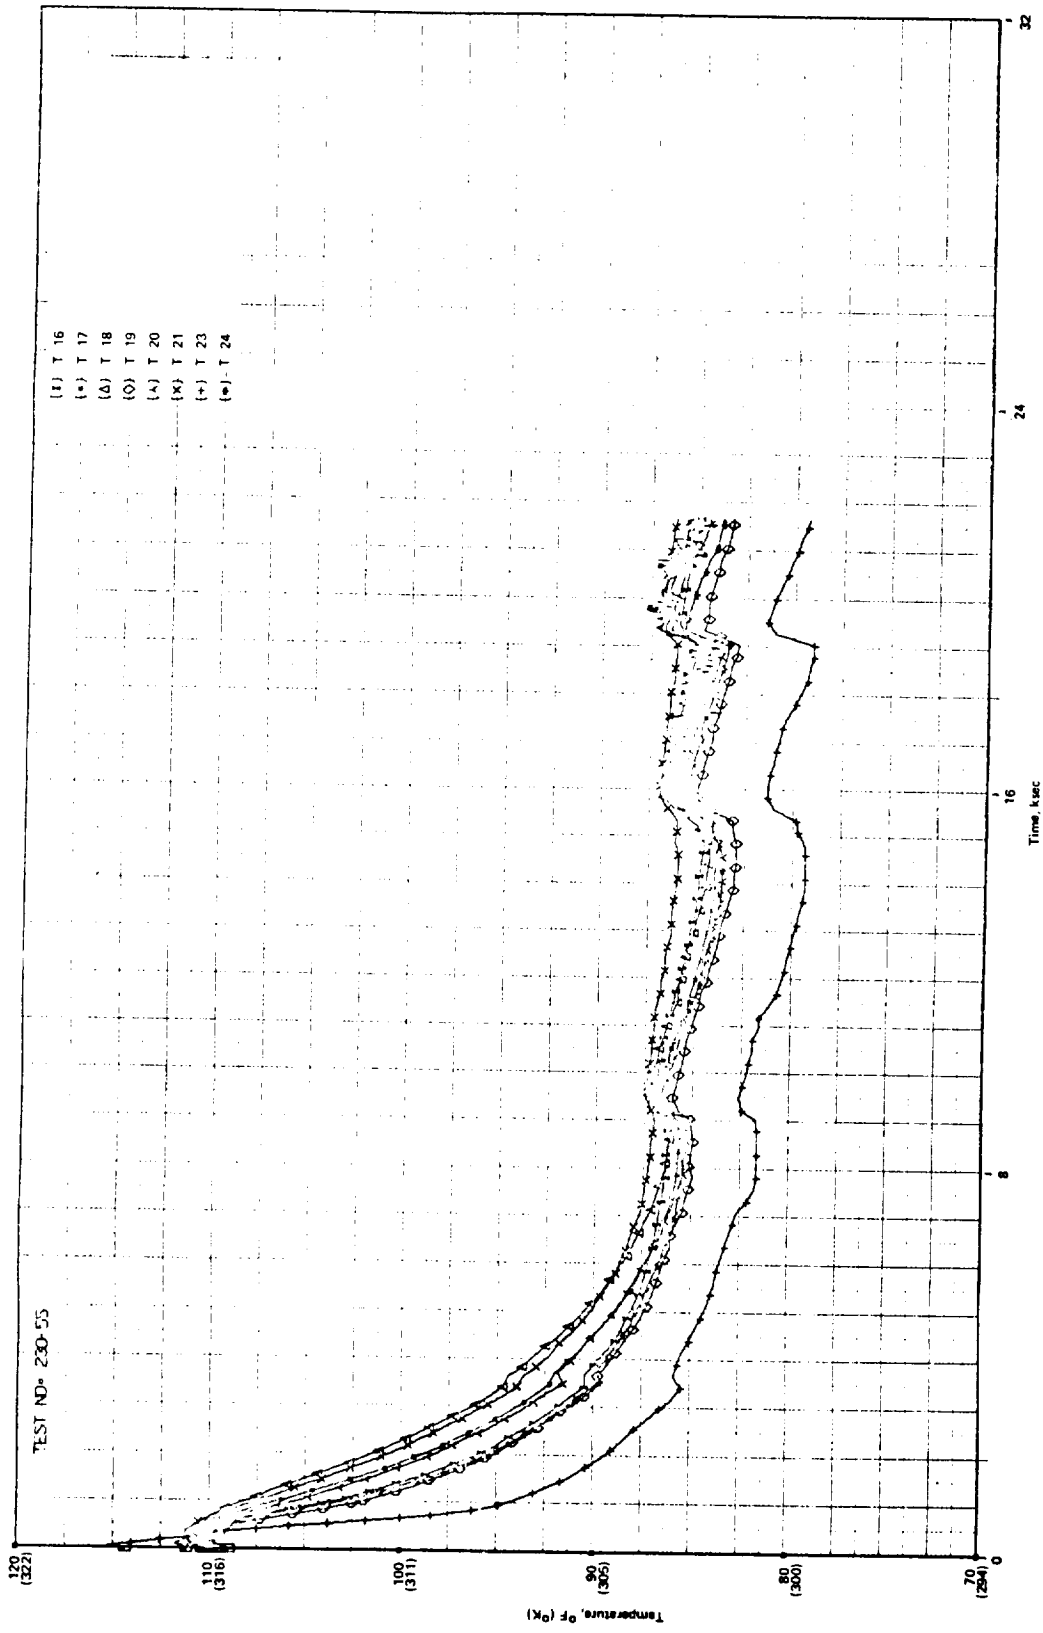 TEST NO* 230-55
(X) T 16
(*) T 17
(Δ) T 18
(◇) T 19
(⅄) T 20
(X) T 21
(+) T 23
(*) T 24
120
(322)
116
(316)
100
(311)
90
(305)
80
(300)
70
(294)
Temperature, °F (°K)
0
8
16
24
32
Time, ksec